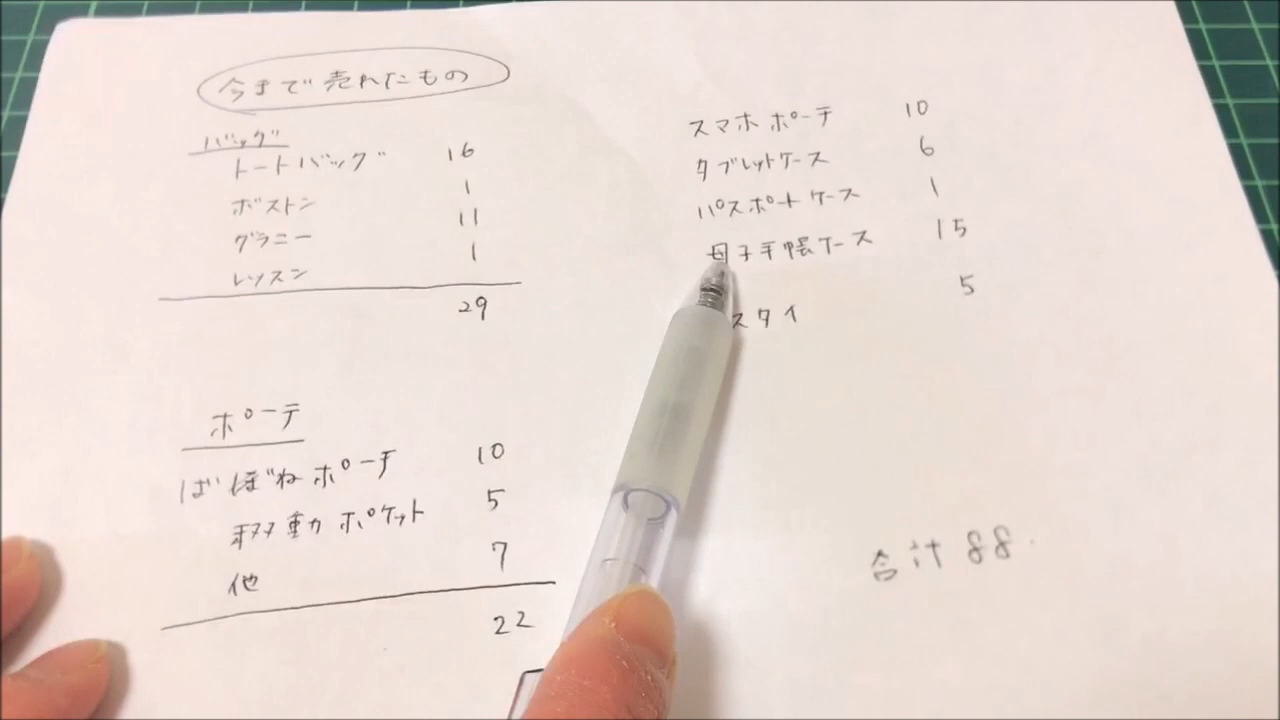 今まで売れたもの
バッグ
トートバッグ 16
ボストン 1
グラニー 11
レッスン 1
29
ポーチ
ばぼねポーチ 10
移動ポケット 5
他 7
22
スマホポーチ 10
タブレットケース 6
パスポートケース 1
母子手帳ケース 15
スタイ 5
合計 88.